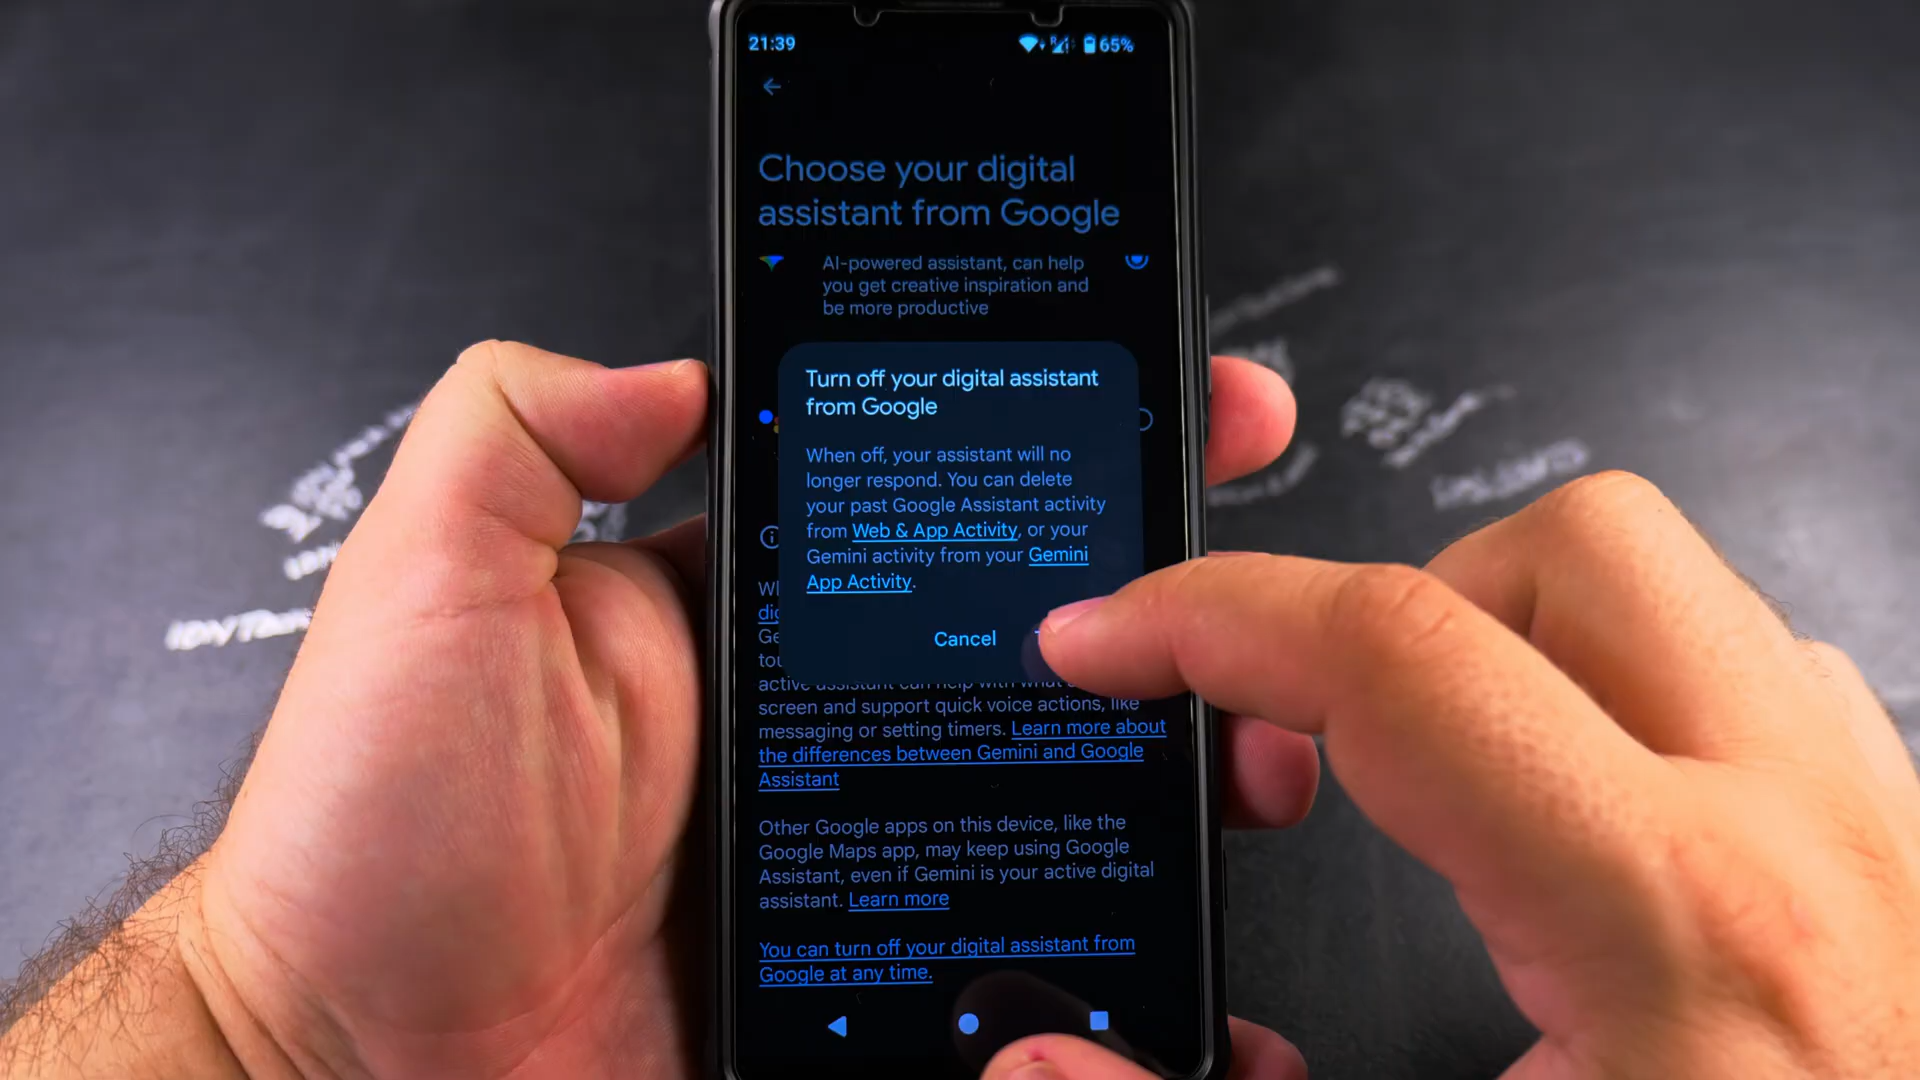 21:39
R
65%
Choose your digital
assistant from Google
AI-powered assistant, can help
you get creative inspiration and
be more productive
Turn off your digital assistant
from Google
When off, your assistant will no
longer respond. You can delete
your past Google Assistant activity
from Web & App Activity, or your
Gemini activity from your Gemini
App Activity.
Cancel
screen and support quick voice actions, like
messaging or setting timers. Learn more about
the differences between Gemini and Google
Assistant
Other Google apps on this device, like the
Google Maps app, may keep using Google
Assistant, even if Gemini is your active digital
assistant. Learn more
You can turn off your digital assistant from
Google at any time.